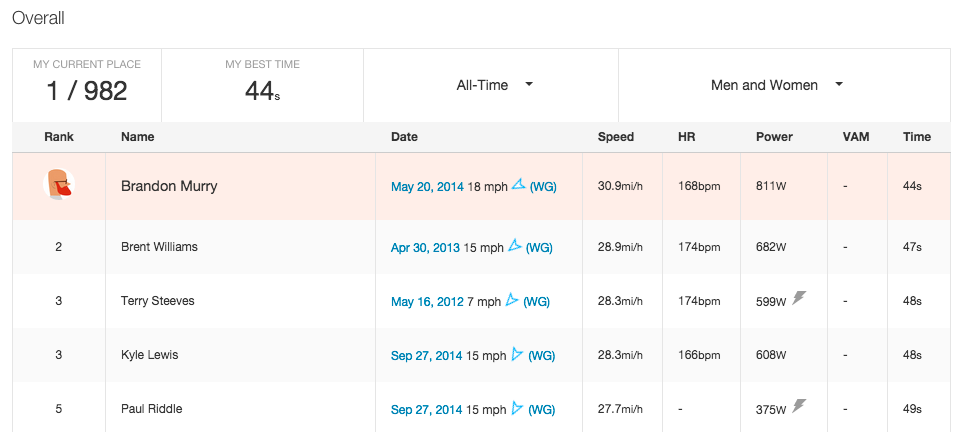 Overall
MY CURRENT PLACE MY BEST TIME
1 / 982 44s All-Time Men and Women
Rank Name Date Speed HR Power VAM Time
Brandon Murry May 20, 2014 18 mph (WG) 30.9mi/h 168bpm 811W - 44s
2 Brent Williams Apr 30, 2013 15 mph (WG) 28.9mi/h 174bpm 682W - 47s
3 Terry Steeves May 16, 2012 7 mph (WG) 28.3mi/h 174bpm 599W - 48s
3 Kyle Lewis Sep 27, 2014 15 mph (WG) 28.3mi/h 166bpm 608W - 48s
5 Paul Riddle Sep 27, 2014 15 mph (WG) 27.7mi/h - 375W - 49s